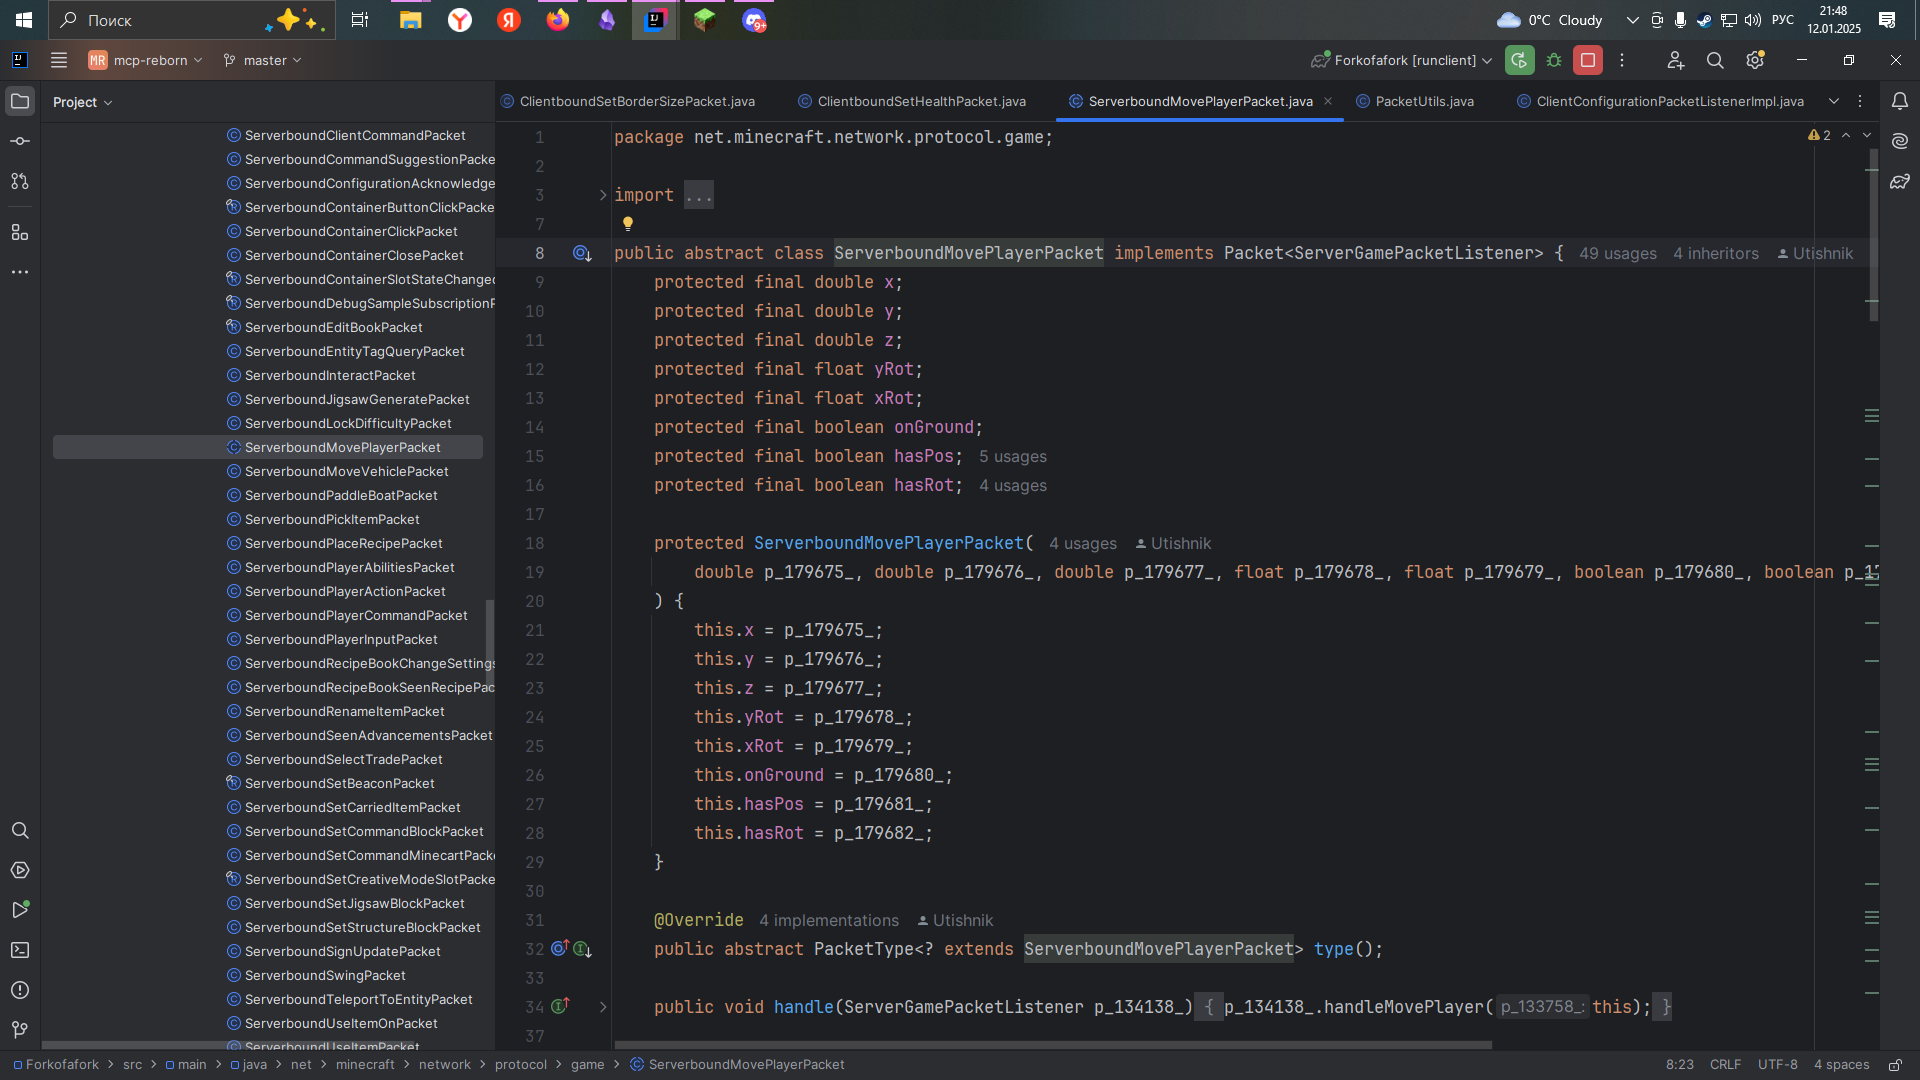 Поиск
9+
0°C Cloudy
РУС
21:48
12.01.2025
MR mcp-reborn
master
Forkofafork [runclient]
Project
ClientboundSetBorderSizePacket.java
ClientboundSetHealthPacket.java
ServerboundMovePlayerPacket.java
PacketUtils.java
ClientConfigurationPacketListenerImpl.java
ServerboundClientCommandPacket
ServerboundCommandSuggestionPacke
ServerboundConfigurationAcknowledge
ServerboundContainerButtonClickPacke
ServerboundContainerClickPacket
ServerboundContainerClosePacket
ServerboundContainerSlotStateChanged
ServerboundDebugSampleSubscriptionP
ServerboundEditBookPacket
ServerboundEntityTagQueryPacket
ServerboundInteractPacket
ServerboundJigsawGeneratePacket
ServerboundLockDifficultyPacket
ServerboundMovePlayerPacket
ServerboundMoveVehiclePacket
ServerboundPaddleBoatPacket
ServerboundPickItemPacket
ServerboundPlaceRecipePacket
ServerboundPlayerAbilitiesPacket
ServerboundPlayerActionPacket
ServerboundPlayerCommandPacket
ServerboundPlayerInputPacket
ServerboundRecipeBookChangeSettings
ServerboundRecipeBookSeenRecipePac
ServerboundRenameItemPacket
ServerboundSeenAdvancementsPacket
ServerboundSelectTradePacket
ServerboundSetBeaconPacket
ServerboundSetCarriedItemPacket
ServerboundSetCommandBlockPacket
ServerboundSetCommandMinecartPacke
ServerboundSetCreativeModeSlotPacke
ServerboundSetJigsawBlockPacket
ServerboundSetStructureBlockPacket
ServerboundSignUpdatePacket
ServerboundSwingPacket
ServerboundTeleportToEntityPacket
ServerboundUseItemOnPacket
ServerboundUseItemPacket
2
1 package net.minecraft.network.protocol.game;
2
3 import ...
7
8 public abstract class ServerboundMovePlayerPacket implements Packet<ServerGamePacketListener> { 49 usages 4 inheritors Utishnik
9 protected final double x;
10 protected final double y;
11 protected final double z;
12 protected final float yRot;
13 protected final float xRot;
14 protected final boolean onGround;
15 protected final boolean hasPos; 5 usages
16 protected final boolean hasRot; 4 usages
17
18 protected ServerboundMovePlayerPacket( 4 usages Utishnik
19 double p_179675_, double p_179676_, double p_179677_, float p_178678_, float p_179679_, boolean p_179680_, boolean p_17
20 ) {
21 this.x = p_179675_;
22 this.y = p_179676_;
23 this.z = p_179677_;
24 this.yRot = p_179678_;
25 this.xRot = p_179679_;
26 this.onGround = p_179680_;
27 this.hasPos = p_179681_;
28 this.hasRot = p_179682_;
29 }
30
31 @Override 4 implementations Utishnik
32 public abstract PacketType<? extends ServerboundMovePlayerPacket> type();
33
34 public void handle(ServerGamePacketListener p_134138_) { p_134138_.handleMovePlayer( p_133758_: this); }
37
Forkofafork > src > main > java > net > minecraft > network > protocol > game > ServerboundMovePlayerPacket
8:23 CRLF UTF-8 4 spaces